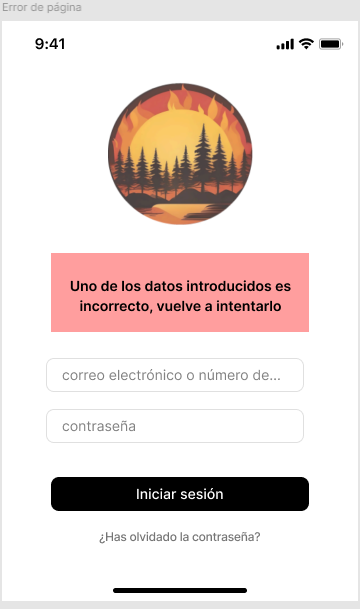 Error de página
9:41
Uno de los datos introducidos es
incorrecto, vuelve a intentarlo
correo electrónico o número de...
contraseña
Iniciar sesión
¿Has olvidado la contraseña?